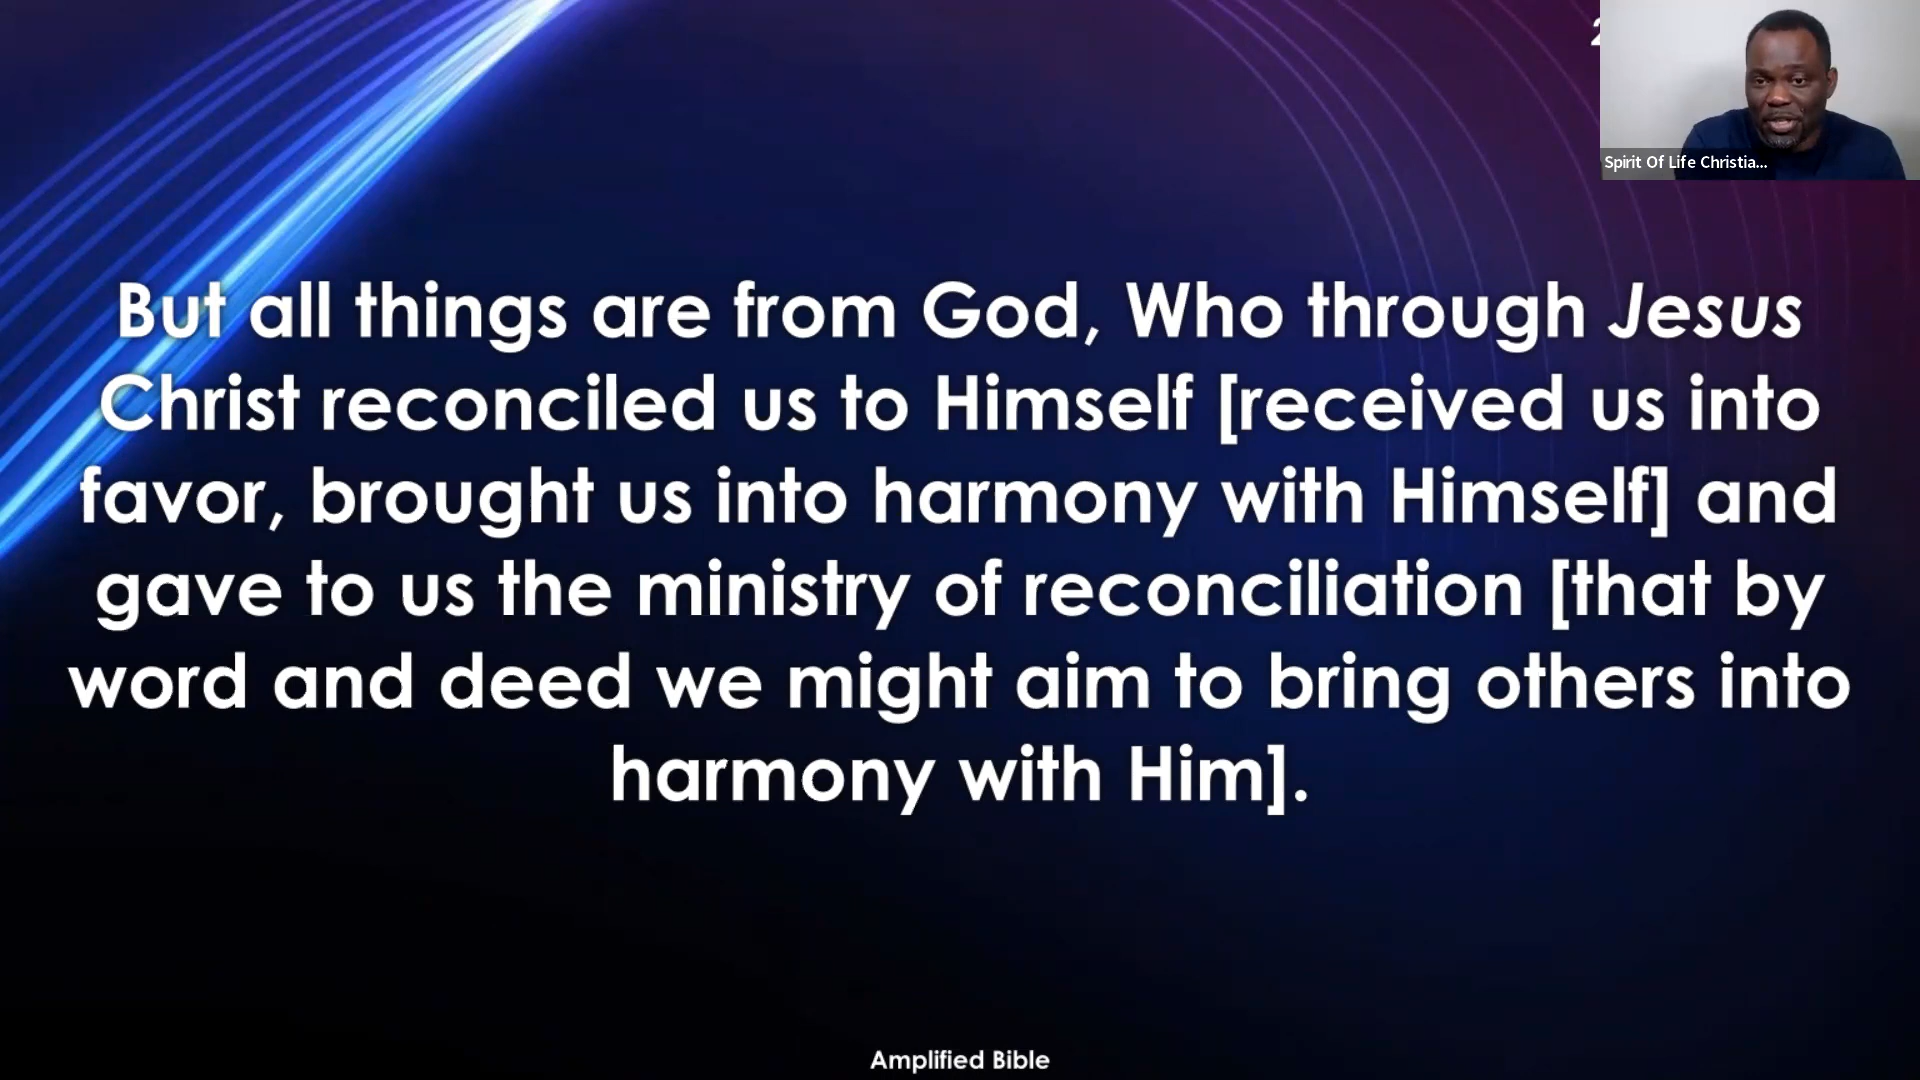 2
Spirit Of Life Christia...
But all things are from God, Who through Jesus
Christ reconciled us to Himself [received us into
favor, brought us into harmony with Himself] and
gave to us the ministry of reconciliation [that by
word and deed we might aim to bring others into
harmony with Him].
Amplified Bible